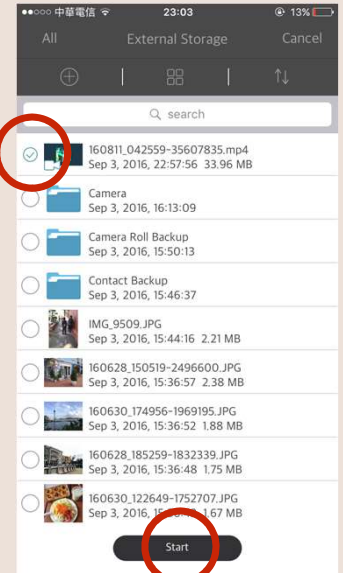 中華電信 23:03 13%
All External Storage Cancel
search
160811_042559-35607835.mp4
Sep 3, 2016, 22:57:56 33.96 MB
Camera
Sep 3, 2016, 16:13:09
Camera Roll Backup
Sep 3, 2016, 15:50:13
Contact Backup
Sep 3, 2016, 15:46:37
IMG_9509.JPG
Sep 3, 2016, 15:44:16 2.21 MB
160628_150519-2496600.JPG
Sep 3, 2016, 15:36:57 2.38 MB
160630_174956-1969195.JPG
Sep 3, 2016, 15:36:52 1.88 MB
160628_185259-1832339.JPG
Sep 3, 2016, 15:36:48 1.75 MB
160630_122649-1752707.JPG
Sep 3, 2016, 1.67 MB
Start